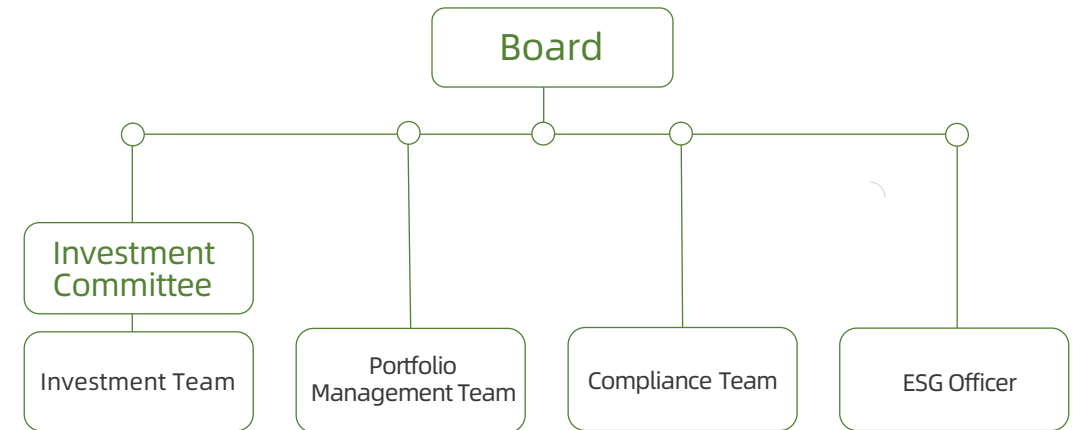 Board
Investment
Committee
Investment Team
Portfolio
Management Team
Compliance Team
ESG Officer